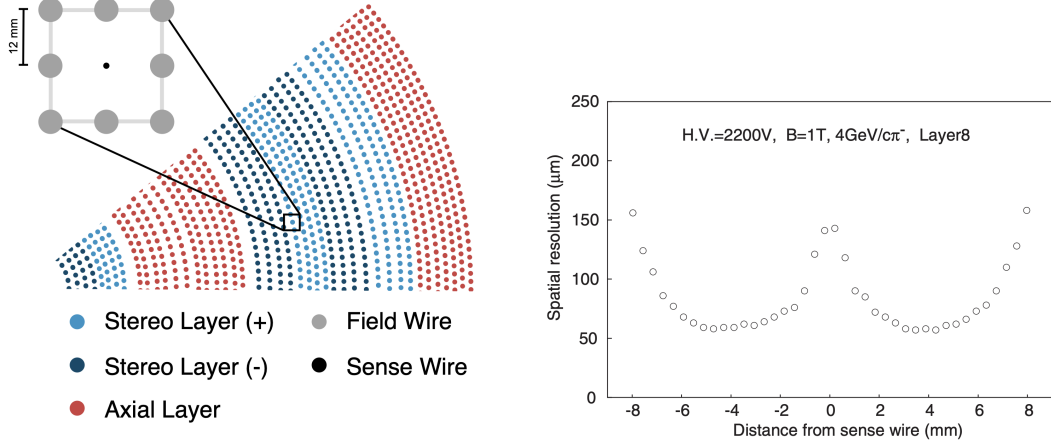 12 mm
Stereo Layer (+)
Field Wire
Stereo Layer (-)
Sense Wire
Axial Layer
H.V.=2200V, B=1T, 4GeV/cπ⁻, Layer8
Spatial resolution (μm)
250
200
150
100
50
0
-8 -6 -4 -2 0 2 4 6 8
Distance from sense wire (mm)